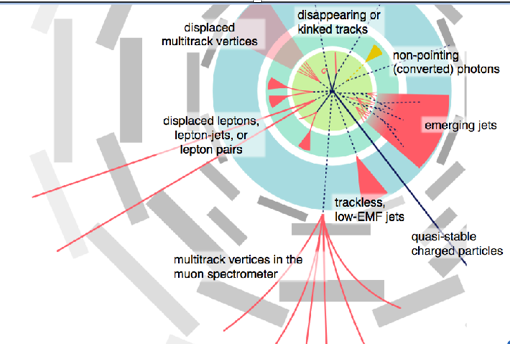 disappearing or
kinked tracks
displaced
multitrack vertices
non-pointing
(converted) photons
displaced leptons,
lepton-jets, or
lepton pairs
emerging jets
trackless,
low-EMF jets
quasi-stable
charged particles
multitrack vertices in the
muon spectrometer